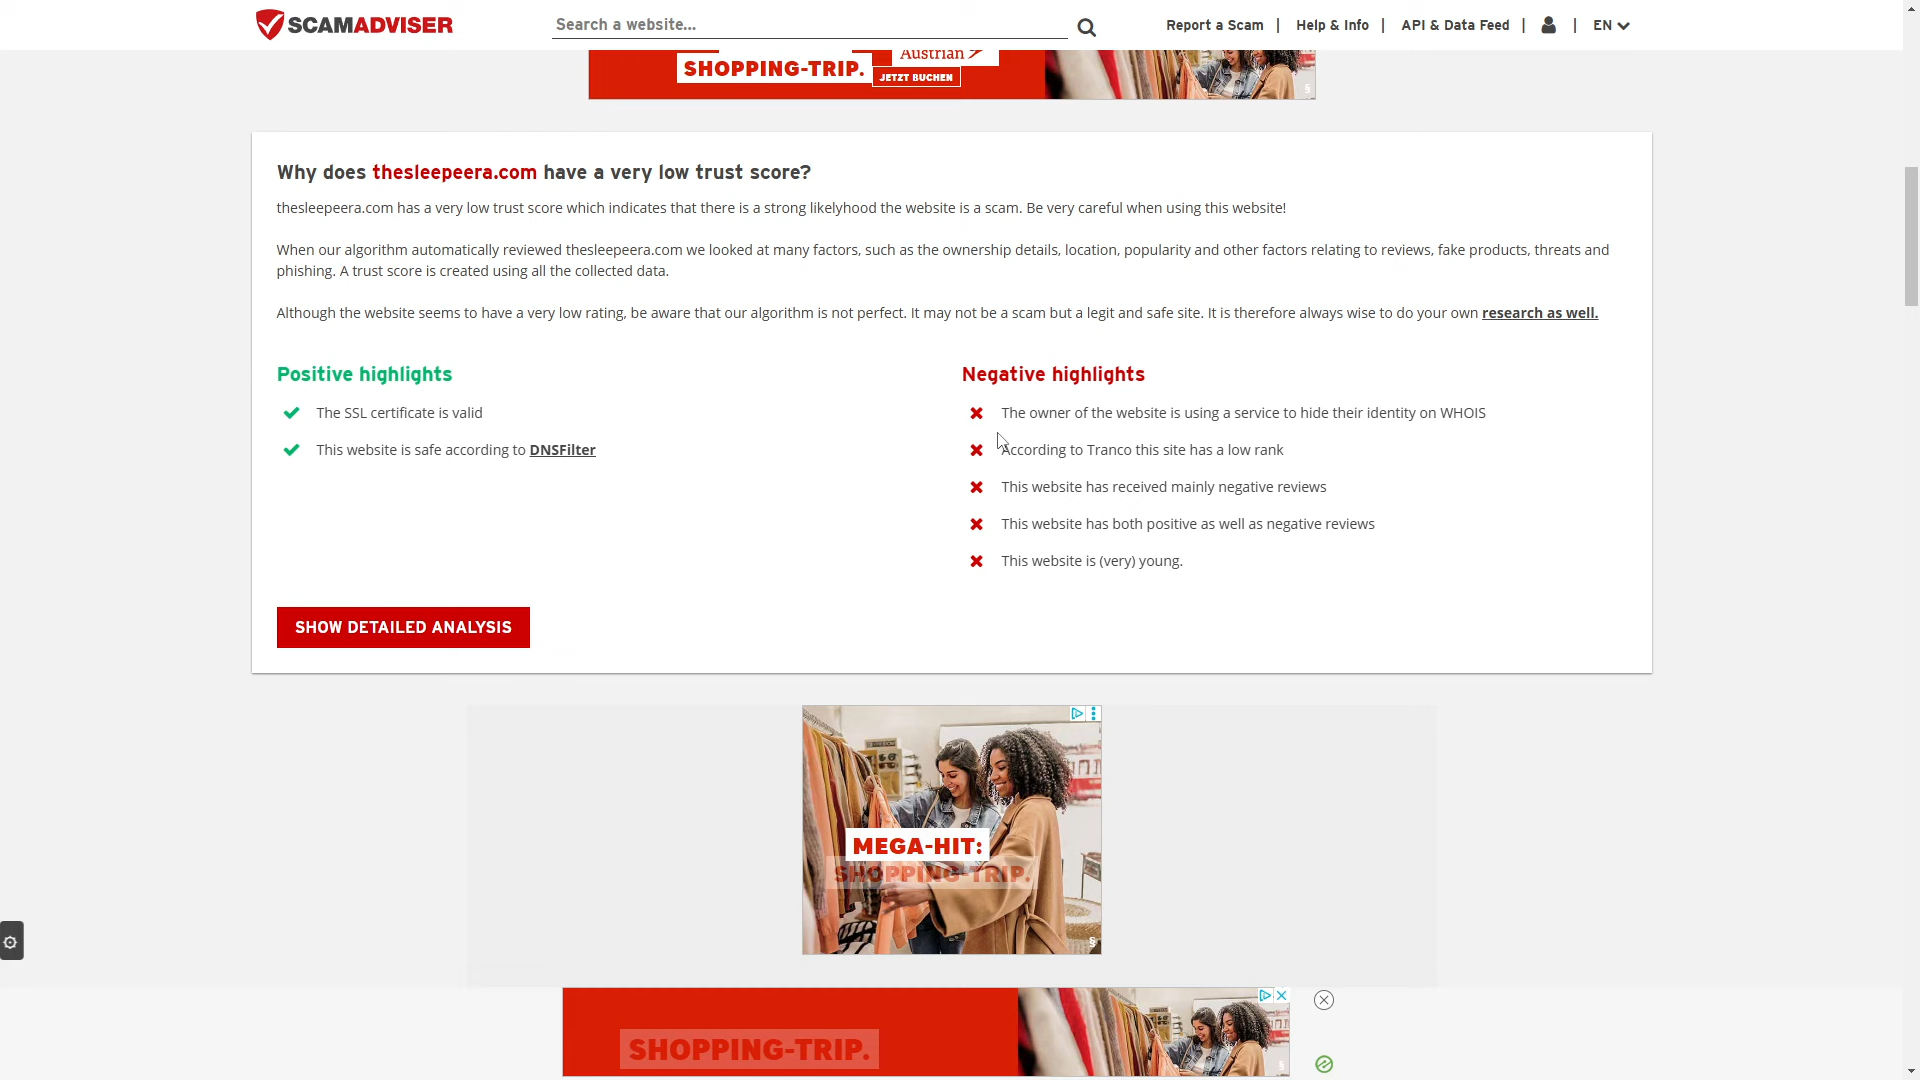 SCAMADVISER
Search a website...
Report a Scam | Help & Info | API & Data Feed | | EN
SHOPPING-TRIP.
Austrian
JETZT BUCHEN
§
Why does thesleepeera.com have a very low trust score?
thesleepeera.com has a very low trust score which indicates that there is a strong likelyhood the website is a scam. Be very careful when using this website!
When our algorithm automatically reviewed thesleepeera.com we looked at many factors, such as the ownership details, location, popularity and other factors relating to reviews, fake products, threats and
phishing. A trust score is created using all the collected data.
Although the website seems to have a very low rating, be aware that our algorithm is not perfect. It may not be a scam but a legit and safe site. It is therefore always wise to do your own research as well.
Positive highlights
The SSL certificate is valid
This website is safe according to DNSFilter
Negative highlights
The owner of the website is using a service to hide their identity on WHOIS
According to Tranco this site has a low rank
This website has received mainly negative reviews
This website has both positive as well as negative reviews
This website is (very) young.
SHOW DETAILED ANALYSIS
MEGA-HIT:
SHOPPING-TRIP.
§
SHOPPING-TRIP.
§